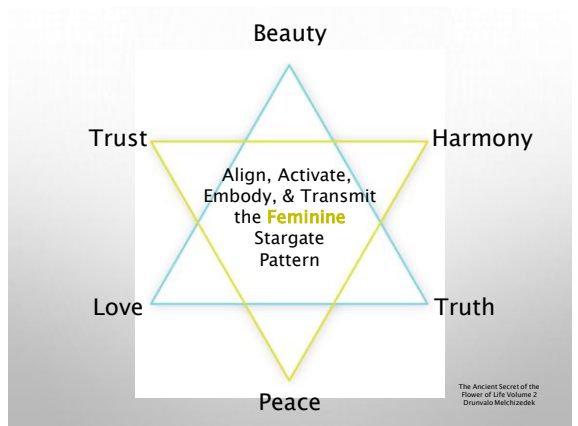 Beauty
Trust
Harmony
Align, Activate,
Embody, & Transmit
the Feminine
Stargate
Pattern
Love
Truth
Peace
The Ancient Secret of the
Flower of Life Volume 2
Drunvalo Melchizedek